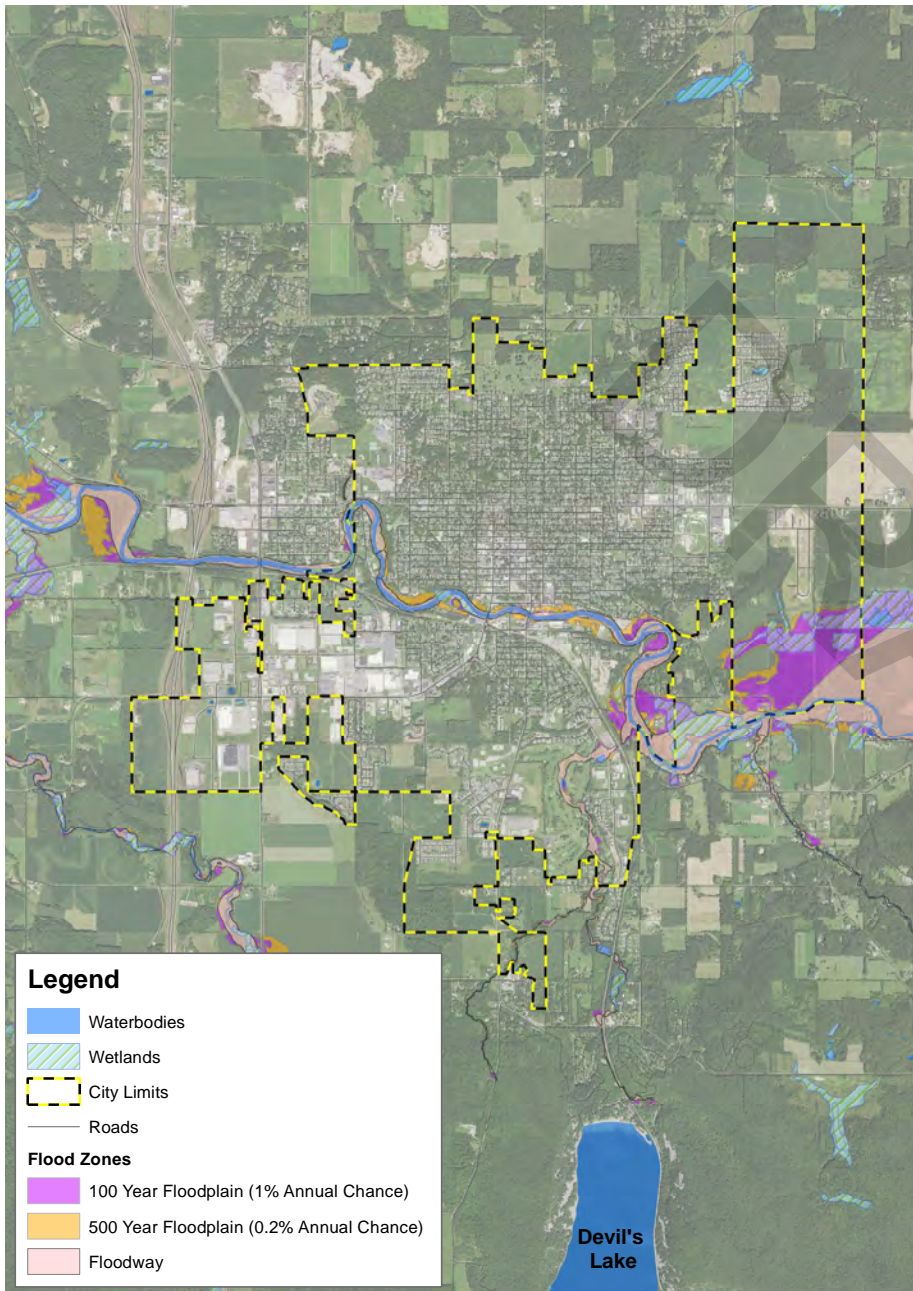 Devil's
Lake
Legend
Waterbodies
Wetlands
City Limits
Roads
Flood Zones
100 Year Floodplain (1% Annual Chance)
500 Year Floodplain (0.2% Annual Chance)
Floodway